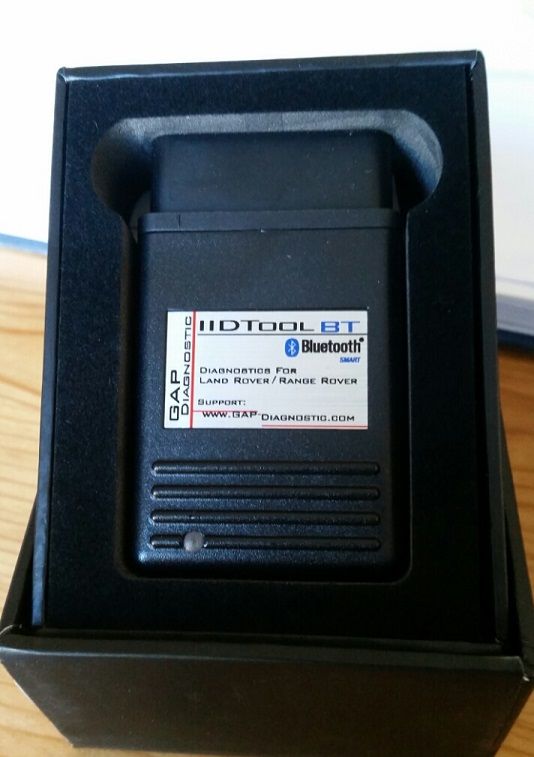 GAP
DIAGNOSTIC
IIDTOOL BT
Bluetooth
SMART
DIAGNOSTICS FOR
LAND ROVER / RANGE ROVER
SUPPORT:
WWW.GAP-DIAGNOSTIC.COM